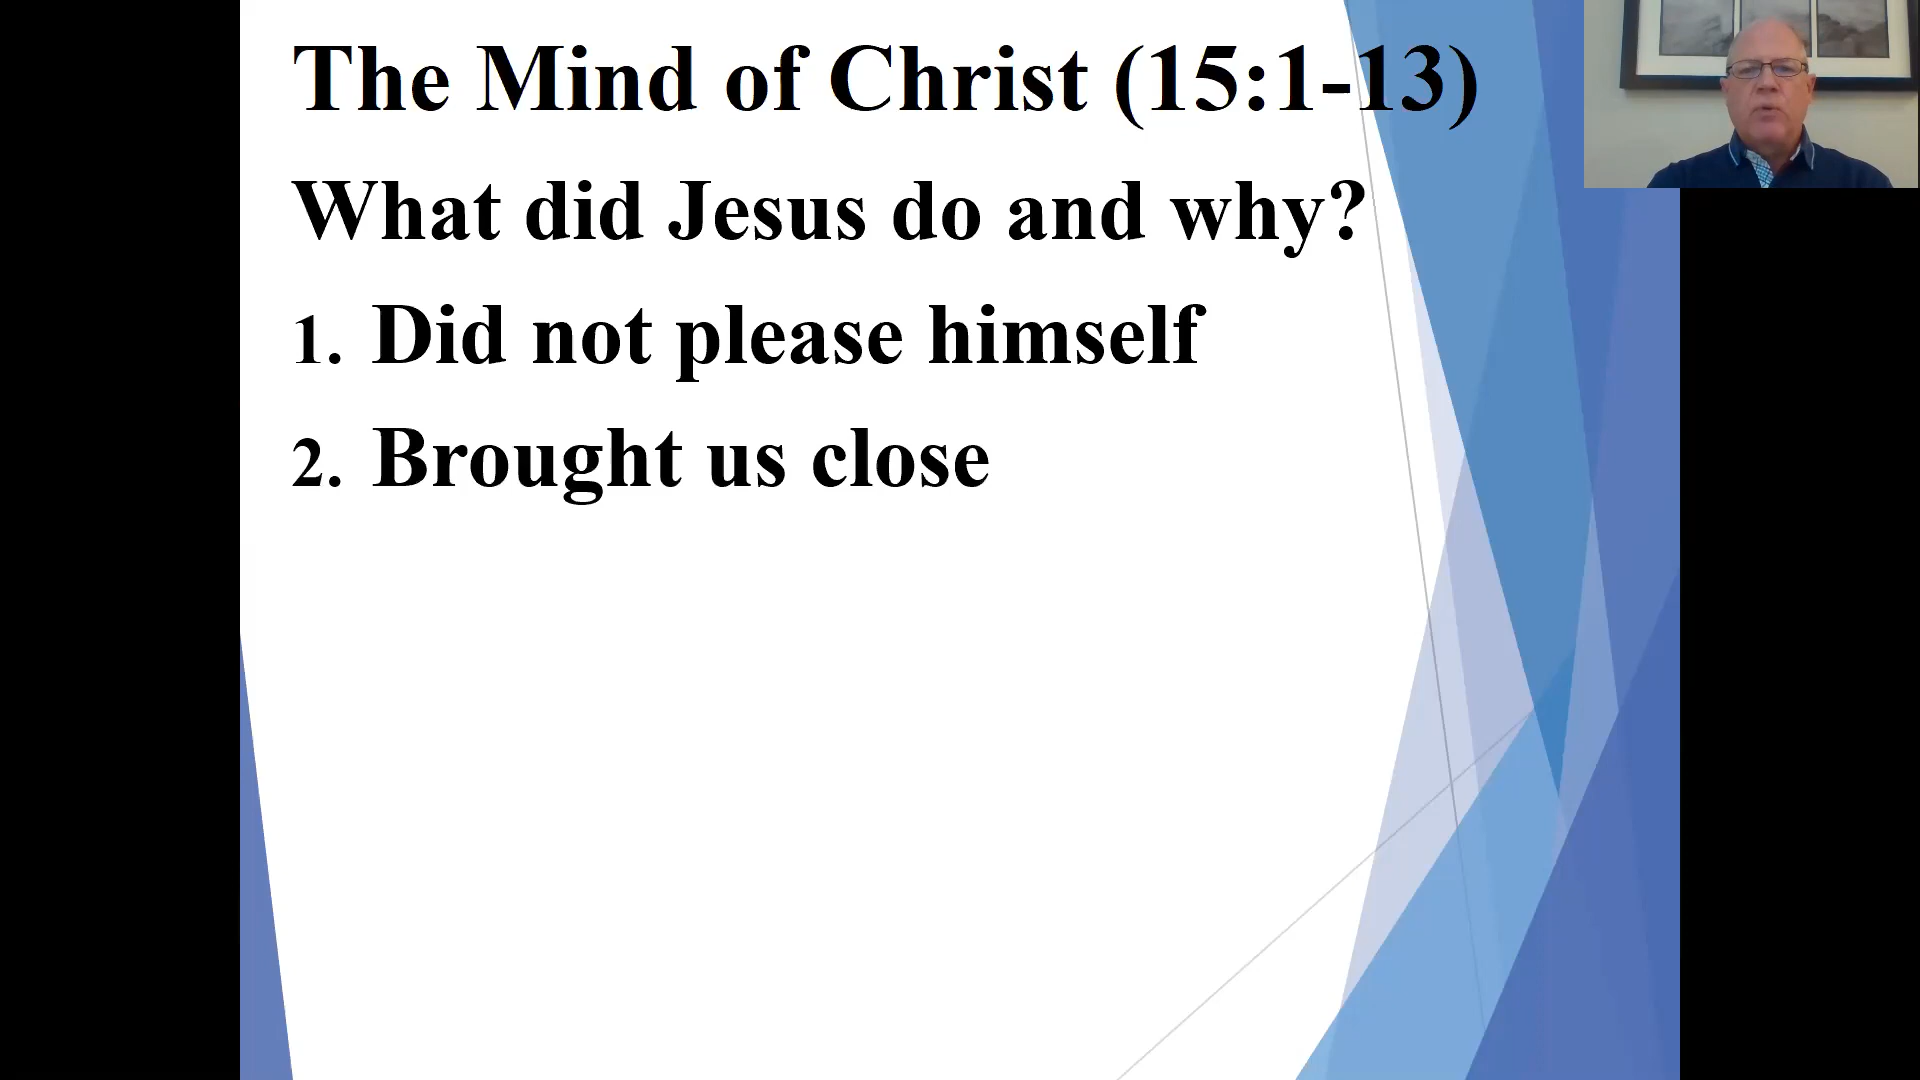 The Mind of Christ (15:1-13)
What did Jesus do and why?
1. Did not please himself
2. Brought us close